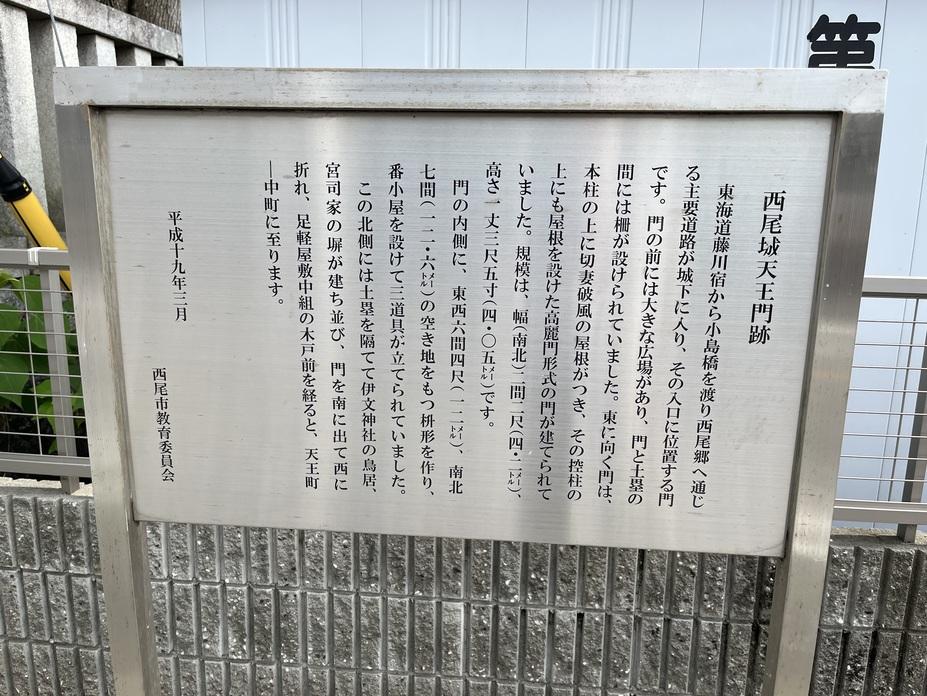 第
西尾城天王門跡
東海道藤川宿から小島橋を渡り西尾郷へ通じ
る主要道路が城下に入り、その入口に位置する門
です。門の前には大きな広場があり、門と土塁の
間には柵が設けられていました。東に向く門は、
本柱の上に切妻破風の屋根がつき、その控柱の
上にも屋根を設けた高麗門形式の門が建てられて
いました。規模は、幅(南北)二間二尺(四・二メートル)、
高さ一丈三尺五寸(四・〇五メートル)です。
門の内側に、東西六間四尺(一二メートル)、南北
七間(一二・六メートル)の空き地をもつ枡形を作り、
番小屋を設けて三道具が立てられていました。
この北側には土塁を隔てて伊文神社の鳥居、
宮司家の塀が建ち並び、門を南に出て西に
折れ、足軽屋敷中組の木戸前を経ると、天王町
―中町に至ります。
平成十九年三月
西尾市教育委員会